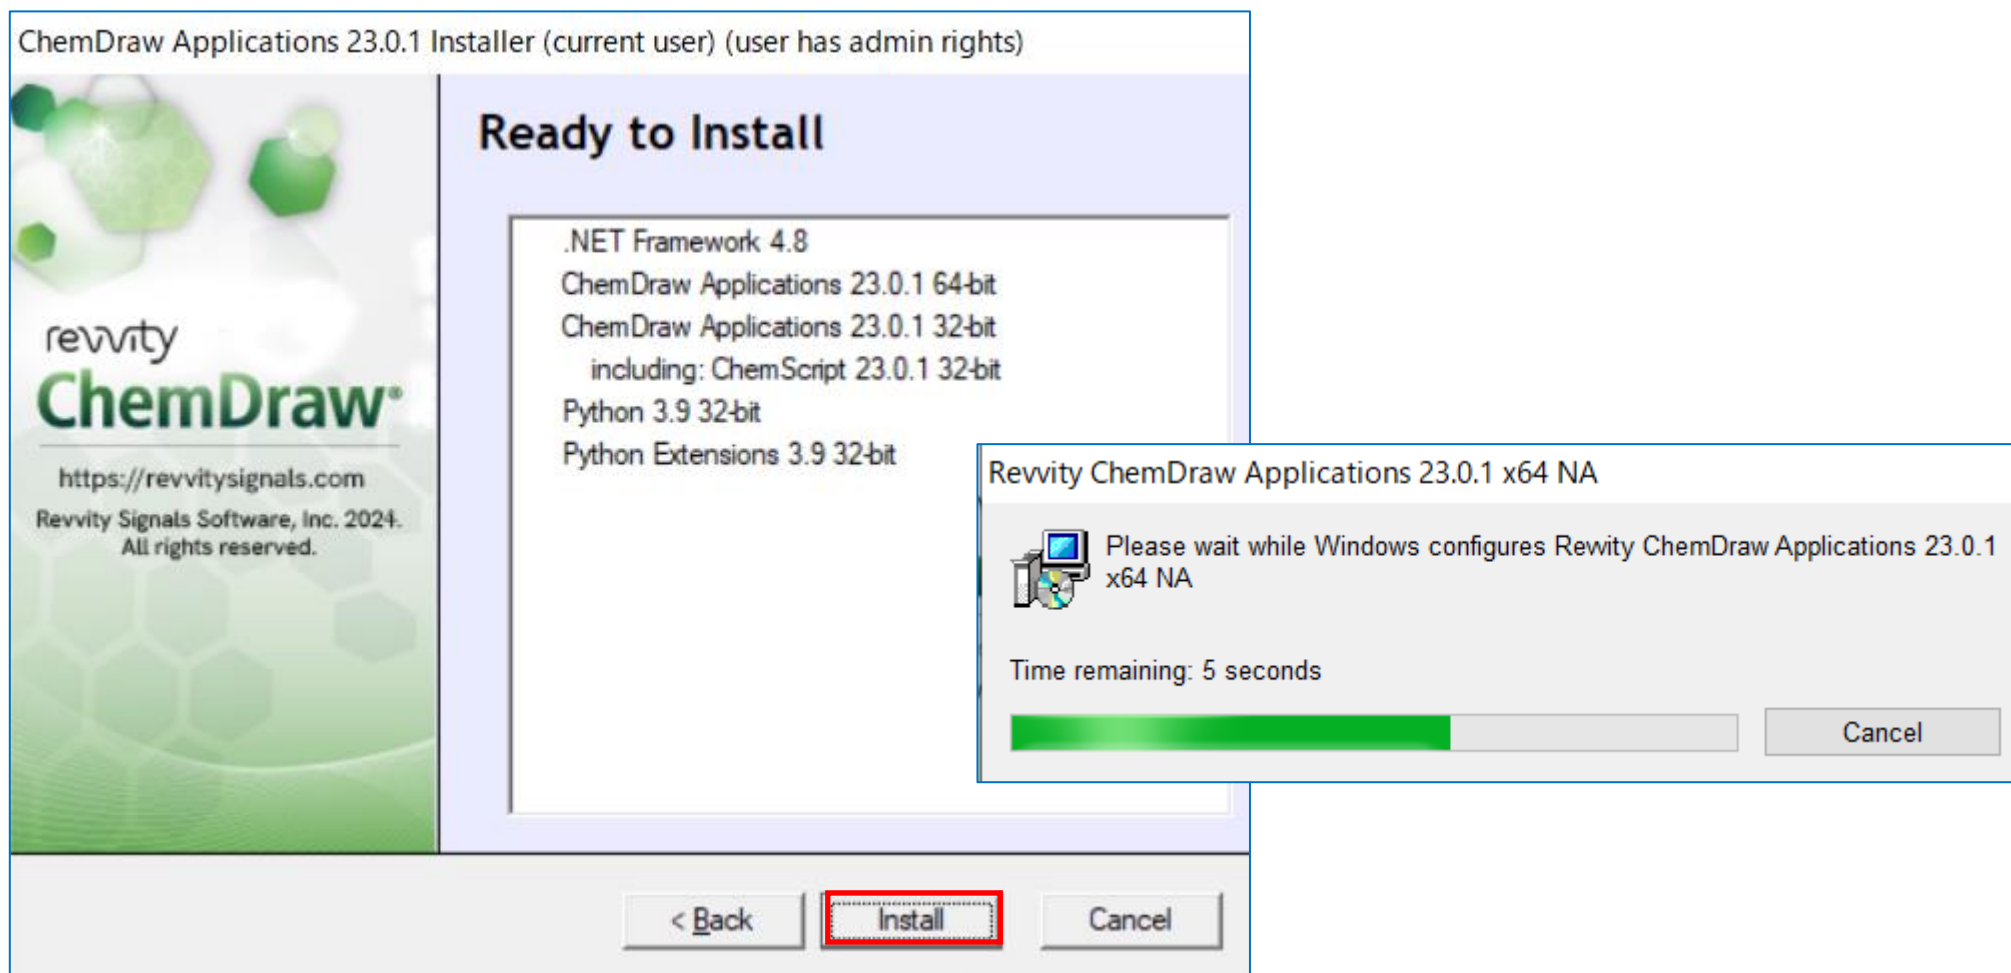 ChemDraw Applications 23.0.1 Installer (current user) (user has admin rights)
revvity
ChemDraw®
https://revvitysignals.com
Revvity Signals Software, Inc. 2024.
All rights reserved.
Ready to Install
.NET Framework 4.8
ChemDraw Applications 23.0.1 64-bit
ChemDraw Applications 23.0.1 32-bit
including: ChemScript 23.0.1 32-bit
Python 3.9 32-bit
Python Extensions 3.9 32-bit
< Back
Install
Cancel
Revvity ChemDraw Applications 23.0.1 x64 NA
Please wait while Windows configures Revvity ChemDraw Applications 23.0.1
x64 NA
Time remaining: 5 seconds
Cancel